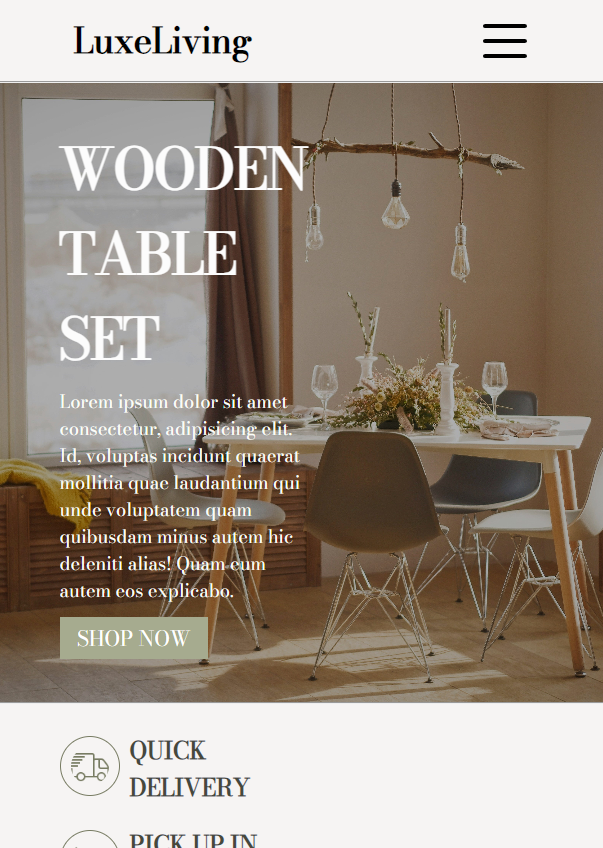 LuxeLiving
WOODEN
TABLE
SET
Lorem ipsum dolor sit amet
consectetur, adipisicing elit.
Id, voluptas incidunt quaerat
mollitia quae laudantium qui
unde voluptatem quam
quibusdam minus autem hic
deleniti alias! Quam eum
autem eos explicabo.
SHOP NOW
QUICK
DELIVERY
PICK UP IN